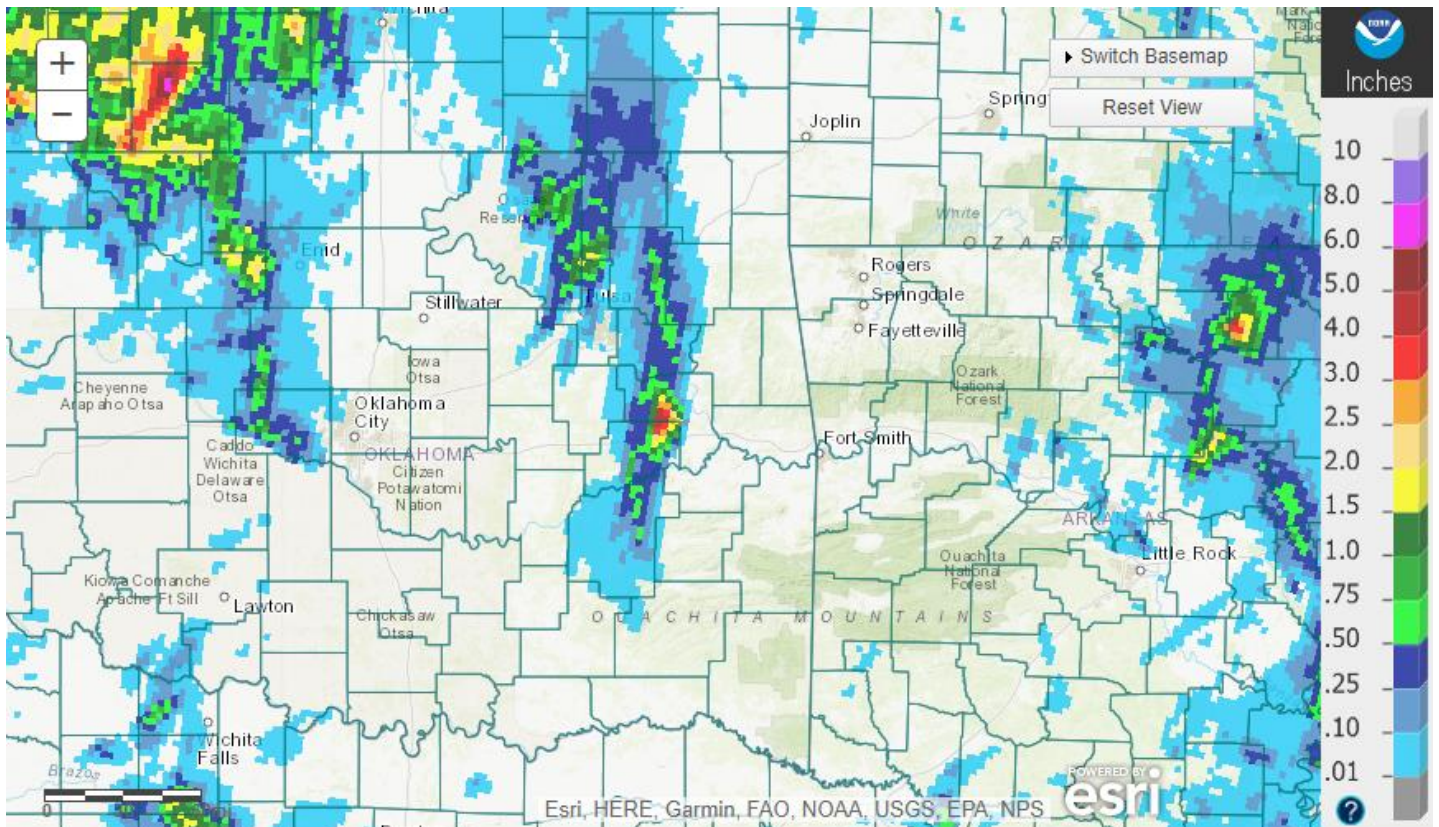 Wichita
+
−
Switch Basemap
Reset View
NOAA
Inches
Joplin
10
8.0
6.0
5.0
4.0
3.0
2.5
2.0
1.5
1.0
.75
.50
.25
.10
.01
?
White
O Z A R K
Enid
Rogers
Springdale
Fayetteville
Stillwater
Tulsa
Iowa
Otsa
Cheyenne
Arapaho Otsa
Oklahoma
City
Ozark
National
Forest
Fort Smith
OKLAHOMA
Caddo
Wichita
Delaware
Otsa
Citizen
Potawatomi
Nation
ARKANSAS
Little Rock
Ouachita
National
Forest
Kiowa Comanche
Apache Ft Sill
Lawton
Chickasaw
Otsa
O U A C H I T A M O U N T A I N S
Wichita
Falls
Brazos
0
POWERED BY
esri
Esri, HERE, Garmin, FAO, NOAA, USGS, EPA, NPS